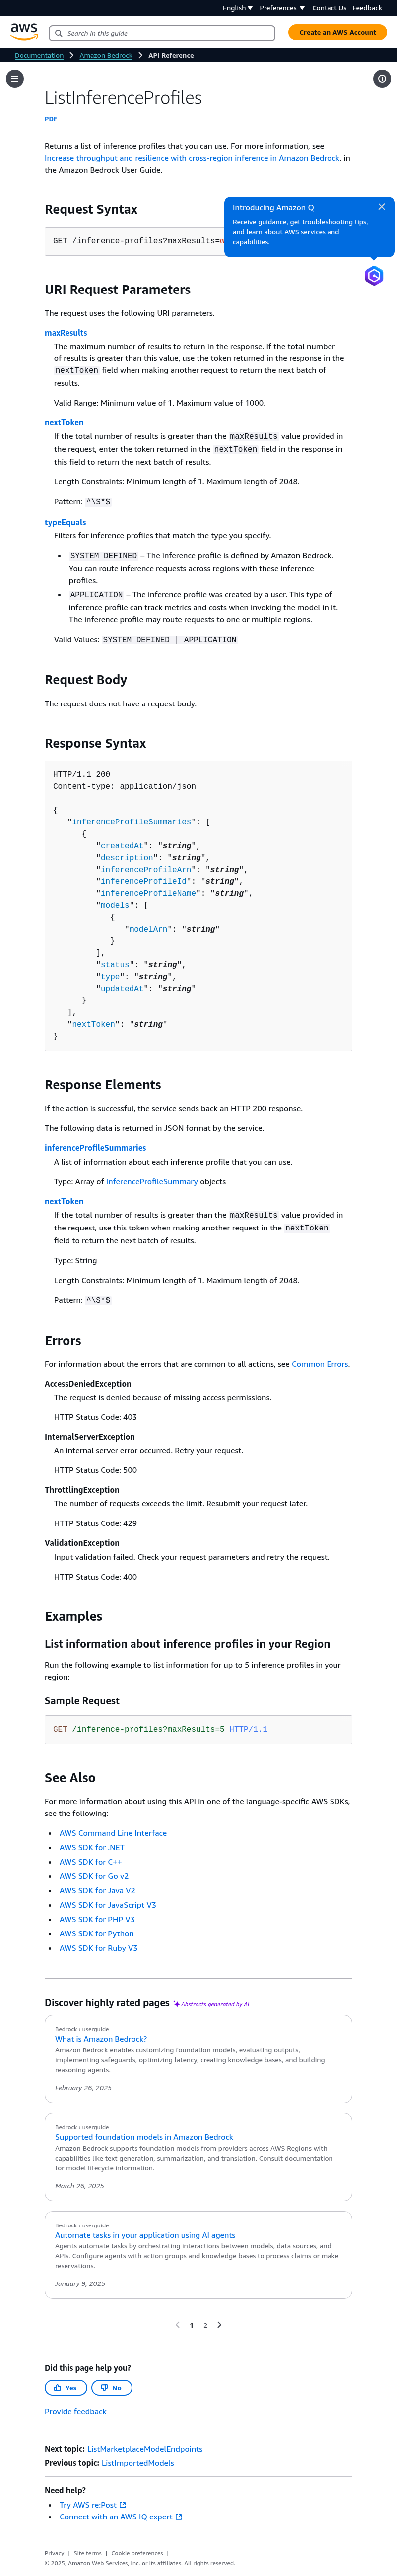 English
Preferences
Contact Us
Feedback
aws
Search in this guide
Create an AWS Account
Documentation
Amazon Bedrock
API Reference
ListInferenceProfiles
PDF
Returns a list of inference profiles that you can use. For more information, see
Increase throughput and resilience with cross-region inference in Amazon Bedrock. in
the Amazon Bedrock User Guide.
Introducing Amazon Q
Receive guidance, get troubleshooting tips,
and learn about AWS services and
capabilities.
Request Syntax
GET /inference-profiles?maxResults=
URI Request Parameters
The request uses the following URI parameters.
maxResults
The maximum number of results to return in the response. If the total number
of results is greater than this value, use the token returned in the response in the
nextToken field when making another request to return the next batch of
results.
Valid Range: Minimum value of 1. Maximum value of 1000.
nextToken
If the total number of results is greater than the maxResults value provided in
the request, enter the token returned in the nextToken field in the response in
this field to return the next batch of results.
Length Constraints: Minimum length of 1. Maximum length of 2048.
Pattern: ^\S*$
typeEquals
Filters for inference profiles that match the type you specify.
• SYSTEM_DEFINED – The inference profile is defined by Amazon Bedrock.
You can route inference requests across regions with these inference
profiles.
• APPLICATION – The inference profile was created by a user. This type of
inference profile can track metrics and costs when invoking the model in it.
The inference profile may route requests to one or multiple regions.
Valid Values: SYSTEM_DEFINED | APPLICATION
Request Body
The request does not have a request body.
Response Syntax
HTTP/1.1 200
Content-type: application/json
{
"inferenceProfileSummaries": [
{
"createdAt": "string",
"description": "string",
"inferenceProfileArn": "string",
"inferenceProfileId": "string",
"inferenceProfileName": "string",
"models": [
{
"modelArn": "string"
}
],
"status": "string",
"type": "string",
"updatedAt": "string"
}
],
"nextToken": "string"
}
Response Elements
If the action is successful, the service sends back an HTTP 200 response.
The following data is returned in JSON format by the service.
inferenceProfileSummaries
A list of information about each inference profile that you can use.
Type: Array of InferenceProfileSummary objects
nextToken
If the total number of results is greater than the maxResults value provided in
the request, use this token when making another request in the nextToken
field to return the next batch of results.
Type: String
Length Constraints: Minimum length of 1. Maximum length of 2048.
Pattern: ^\S*$
Errors
For information about the errors that are common to all actions, see Common Errors.
AccessDeniedException
The request is denied because of missing access permissions.
HTTP Status Code: 403
InternalServerException
An internal server error occurred. Retry your request.
HTTP Status Code: 500
ThrottlingException
The number of requests exceeds the limit. Resubmit your request later.
HTTP Status Code: 429
ValidationException
Input validation failed. Check your request parameters and retry the request.
HTTP Status Code: 400
Examples
List information about inference profiles in your Region
Run the following example to list information for up to 5 inference profiles in your
region:
Sample Request
GET /inference-profiles?maxResults=5 HTTP/1.1
See Also
For more information about using this API in one of the language-specific AWS SDKs,
see the following:
• AWS Command Line Interface
• AWS SDK for .NET
• AWS SDK for C++
• AWS SDK for Go v2
• AWS SDK for Java V2
• AWS SDK for JavaScript V3
• AWS SDK for PHP V3
• AWS SDK for Python
• AWS SDK for Ruby V3
Discover highly rated pages Abstracts generated by AI
Bedrock › userguide
What is Amazon Bedrock?
Amazon Bedrock enables customizing foundation models, evaluating outputs,
implementing safeguards, optimizing latency, creating knowledge bases, and building
reasoning agents.
February 26, 2025
Bedrock › userguide
Supported foundation models in Amazon Bedrock
Amazon Bedrock supports foundation models from providers across AWS Regions with
capabilities like text generation, summarization, and translation. Consult documentation
for model lifecycle information.
March 26, 2025
Bedrock › userguide
Automate tasks in your application using AI agents
Agents automate tasks by orchestrating interactions between models, data sources, and
APIs. Configure agents with action groups and knowledge bases to process claims or make
reservations.
January 9, 2025
1 2
Did this page help you?
Yes
No
Provide feedback
Next topic: ListMarketplaceModelEndpoints
Previous topic: ListImportedModels
Need help?
• Try AWS re:Post
• Connect with an AWS IQ expert
Privacy | Site terms | Cookie preferences |
© 2025, Amazon Web Services, Inc. or its affiliates. All rights reserved.